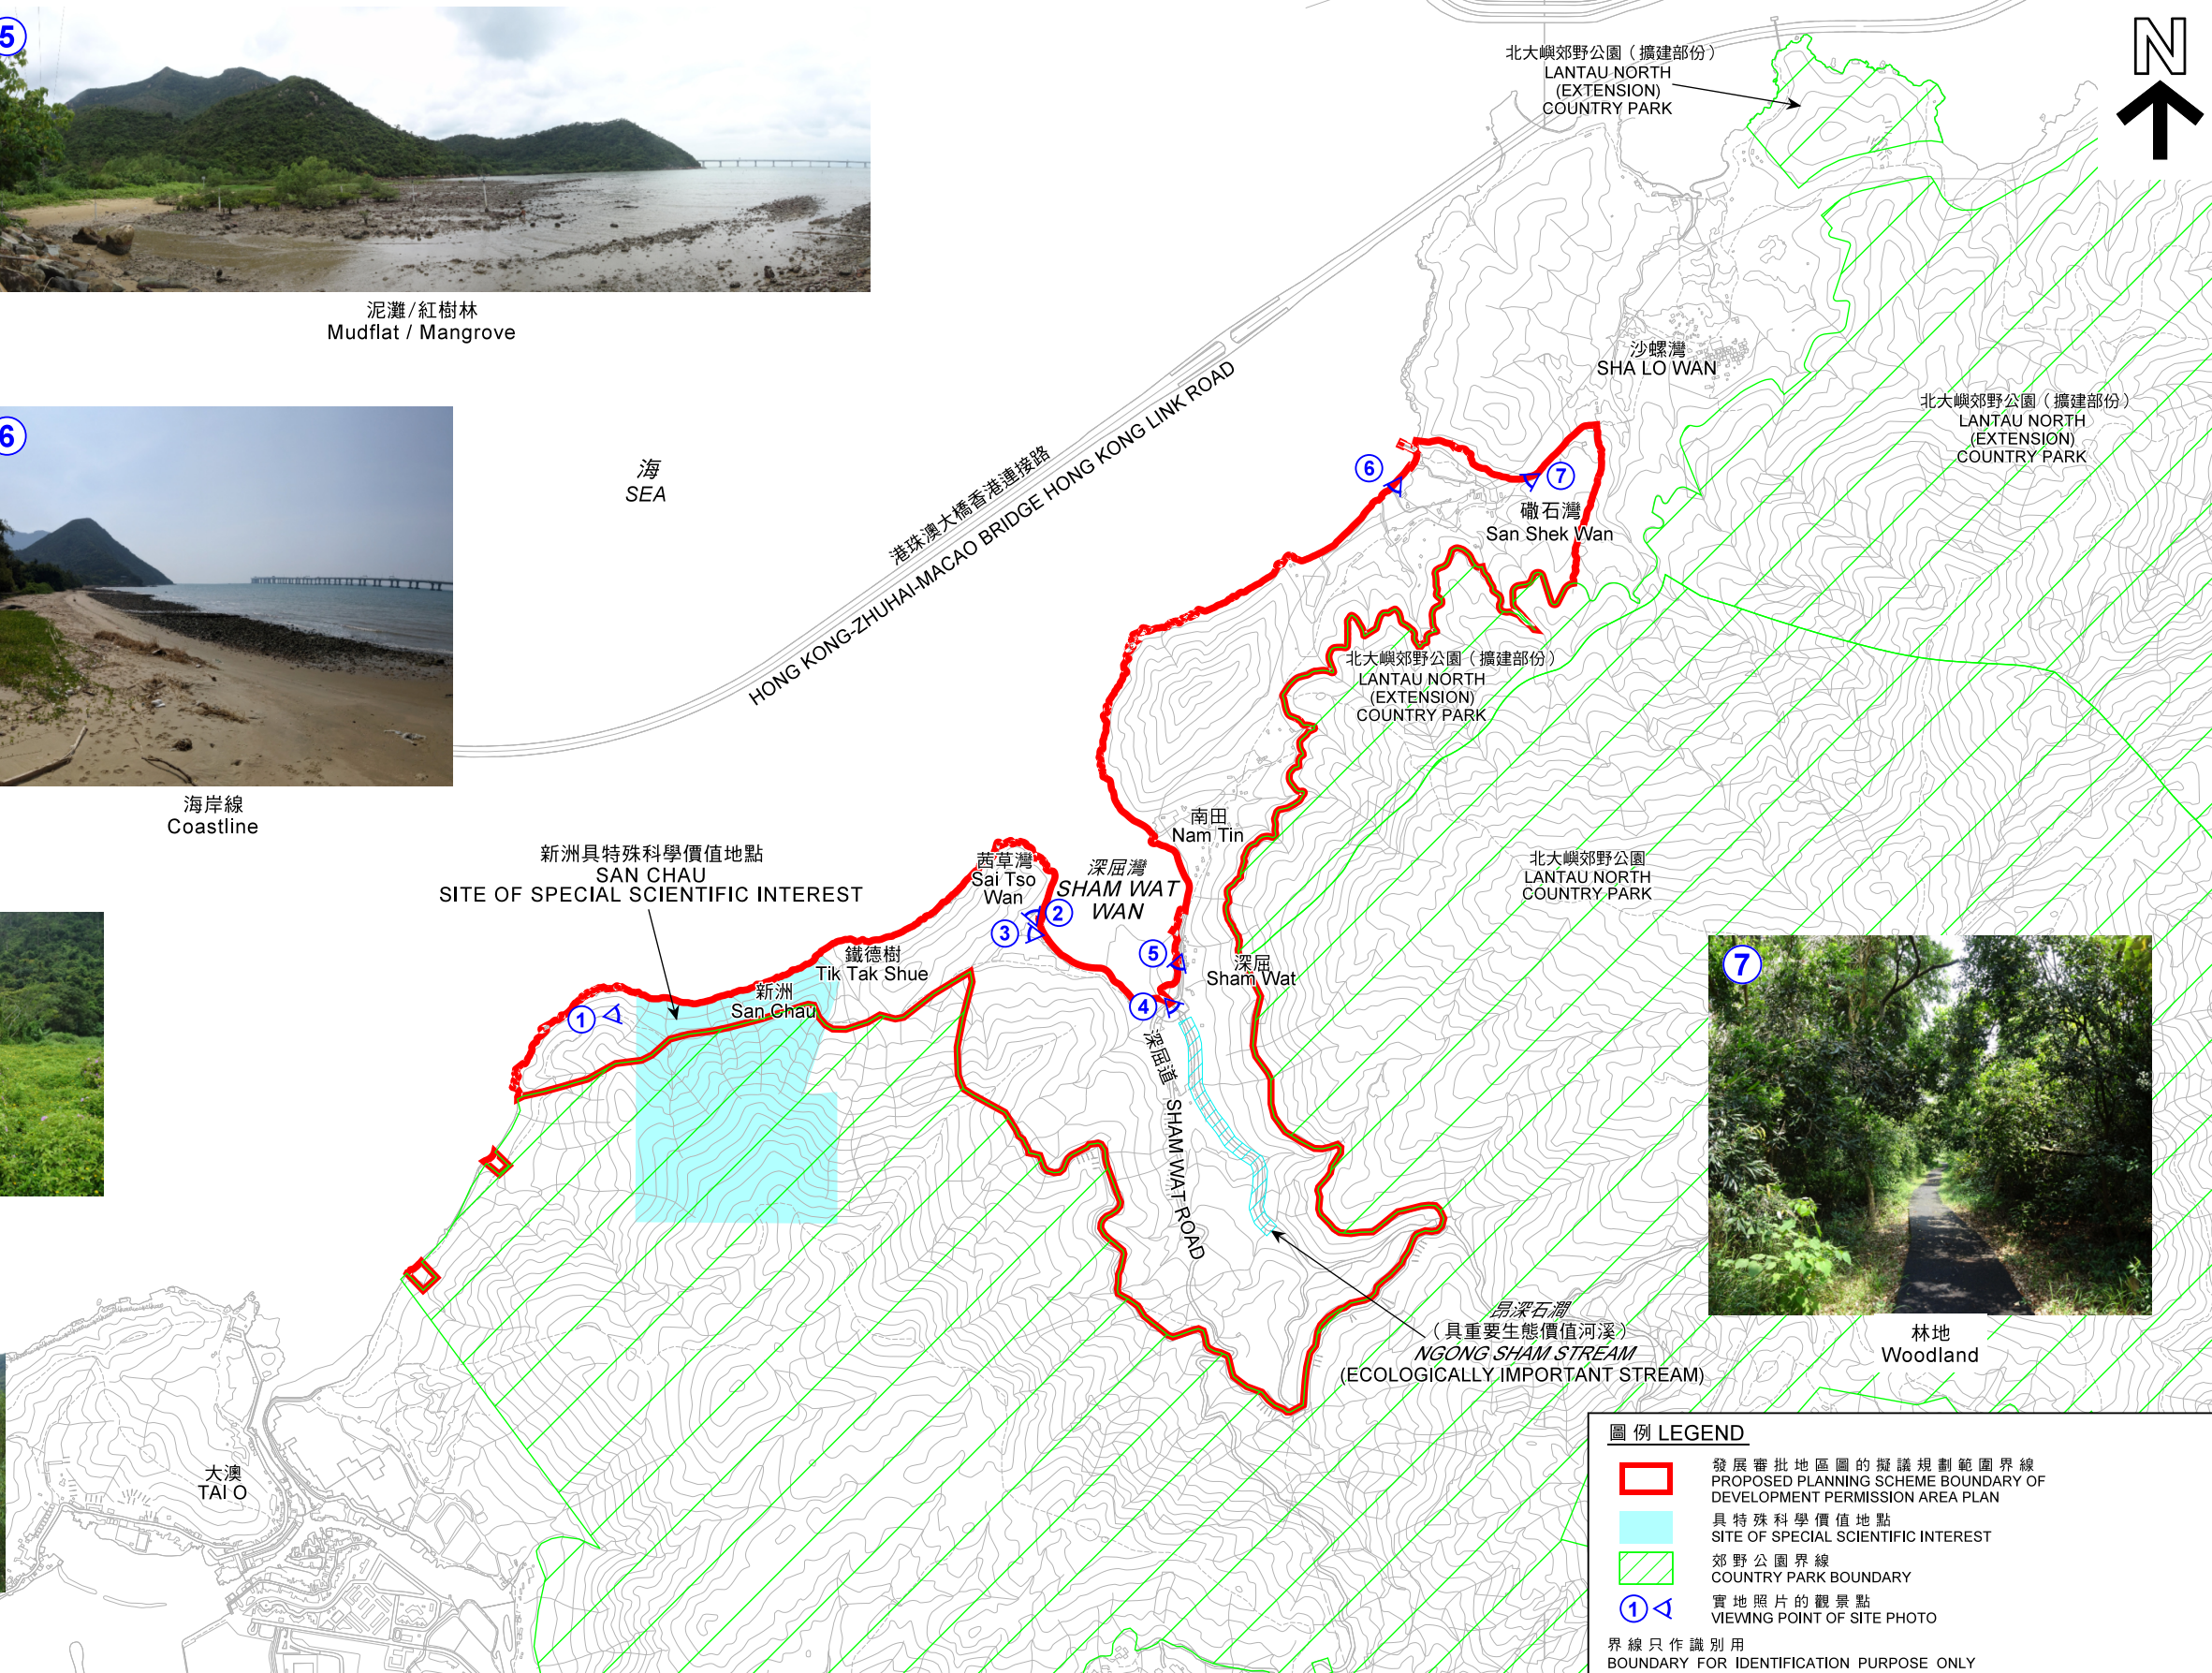 5
泥灘/紅樹林
Mudflat / Mangrove
6
海岸線
Coastline
海
SEA
港珠澳大橋香港連接路
HONG KONG-ZHUHAI-MACAO BRIDGE HONG KONG LINK ROAD
北大嶼郊野公園（擴建部份）
LANTAU NORTH
(EXTENSION)
COUNTRY PARK
N
沙螺灣
SHA LO WAN
北大嶼郊野公園（擴建部份）
LANTAU NORTH
(EXTENSION)
COUNTRY PARK
6
7
磡石灣
San Shek Wan
北大嶼郊野公園（擴建部份）
LANTAU NORTH
(EXTENSION)
COUNTRY PARK
南田
Nam Tin
北大嶼郊野公園
LANTAU NORTH
COUNTRY PARK
新洲具特殊科學價值地點
SAN CHAU
SITE OF SPECIAL SCIENTIFIC INTEREST
茜草灣
Sai Tso
Wan
深屈灣
SHAM WAT
WAN
2
3
鐵德樹
Tik Tak Shue
5
深屈
Sham Wat
新洲
San Chau
1
4
深屈道 SHAM WAT ROAD
7
林地
Woodland
昂深石澗
（具重要生態價值河溪）
NGONG SHAM STREAM
(ECOLOGICALLY IMPORTANT STREAM)
大澳
TAI O
圖例 LEGEND
發展審批地區圖的擬議規劃範圍界線
PROPOSED PLANNING SCHEME BOUNDARY OF
DEVELOPMENT PERMISSION AREA PLAN
具特殊科學價值地點
SITE OF SPECIAL SCIENTIFIC INTEREST
郊野公園界線
COUNTRY PARK BOUNDARY
1
實地照片的觀景點
VIEWING POINT OF SITE PHOTO
界線只作識別用
BOUNDARY FOR IDENTIFICATION PURPOSE ONLY